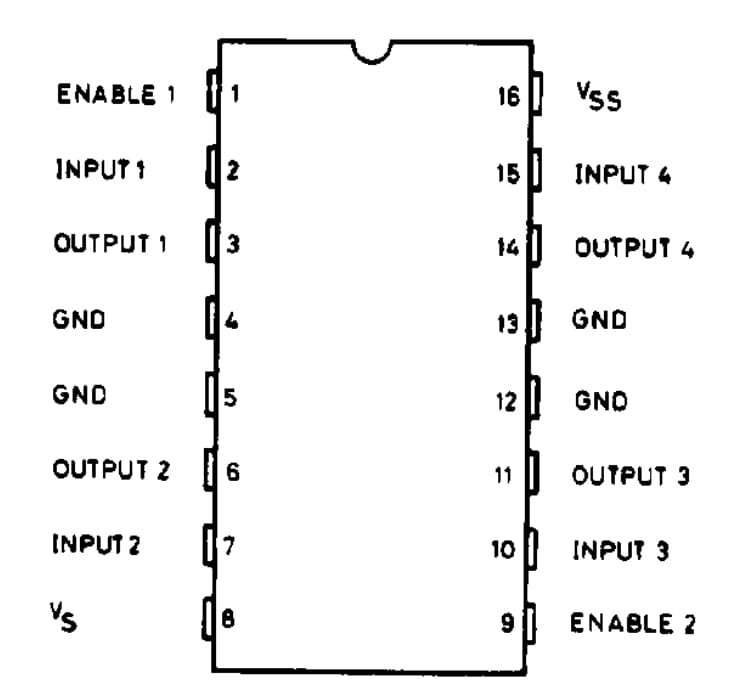 ENABLE 1 1 16 VSS
INPUT 1 2 15 INPUT 4
OUTPUT 1 3 14 OUTPUT 4
GND 4 13 GND
GND 5 12 GND
OUTPUT 2 6 11 OUTPUT 3
INPUT 2 7 10 INPUT 3
VS 8 9 ENABLE 2